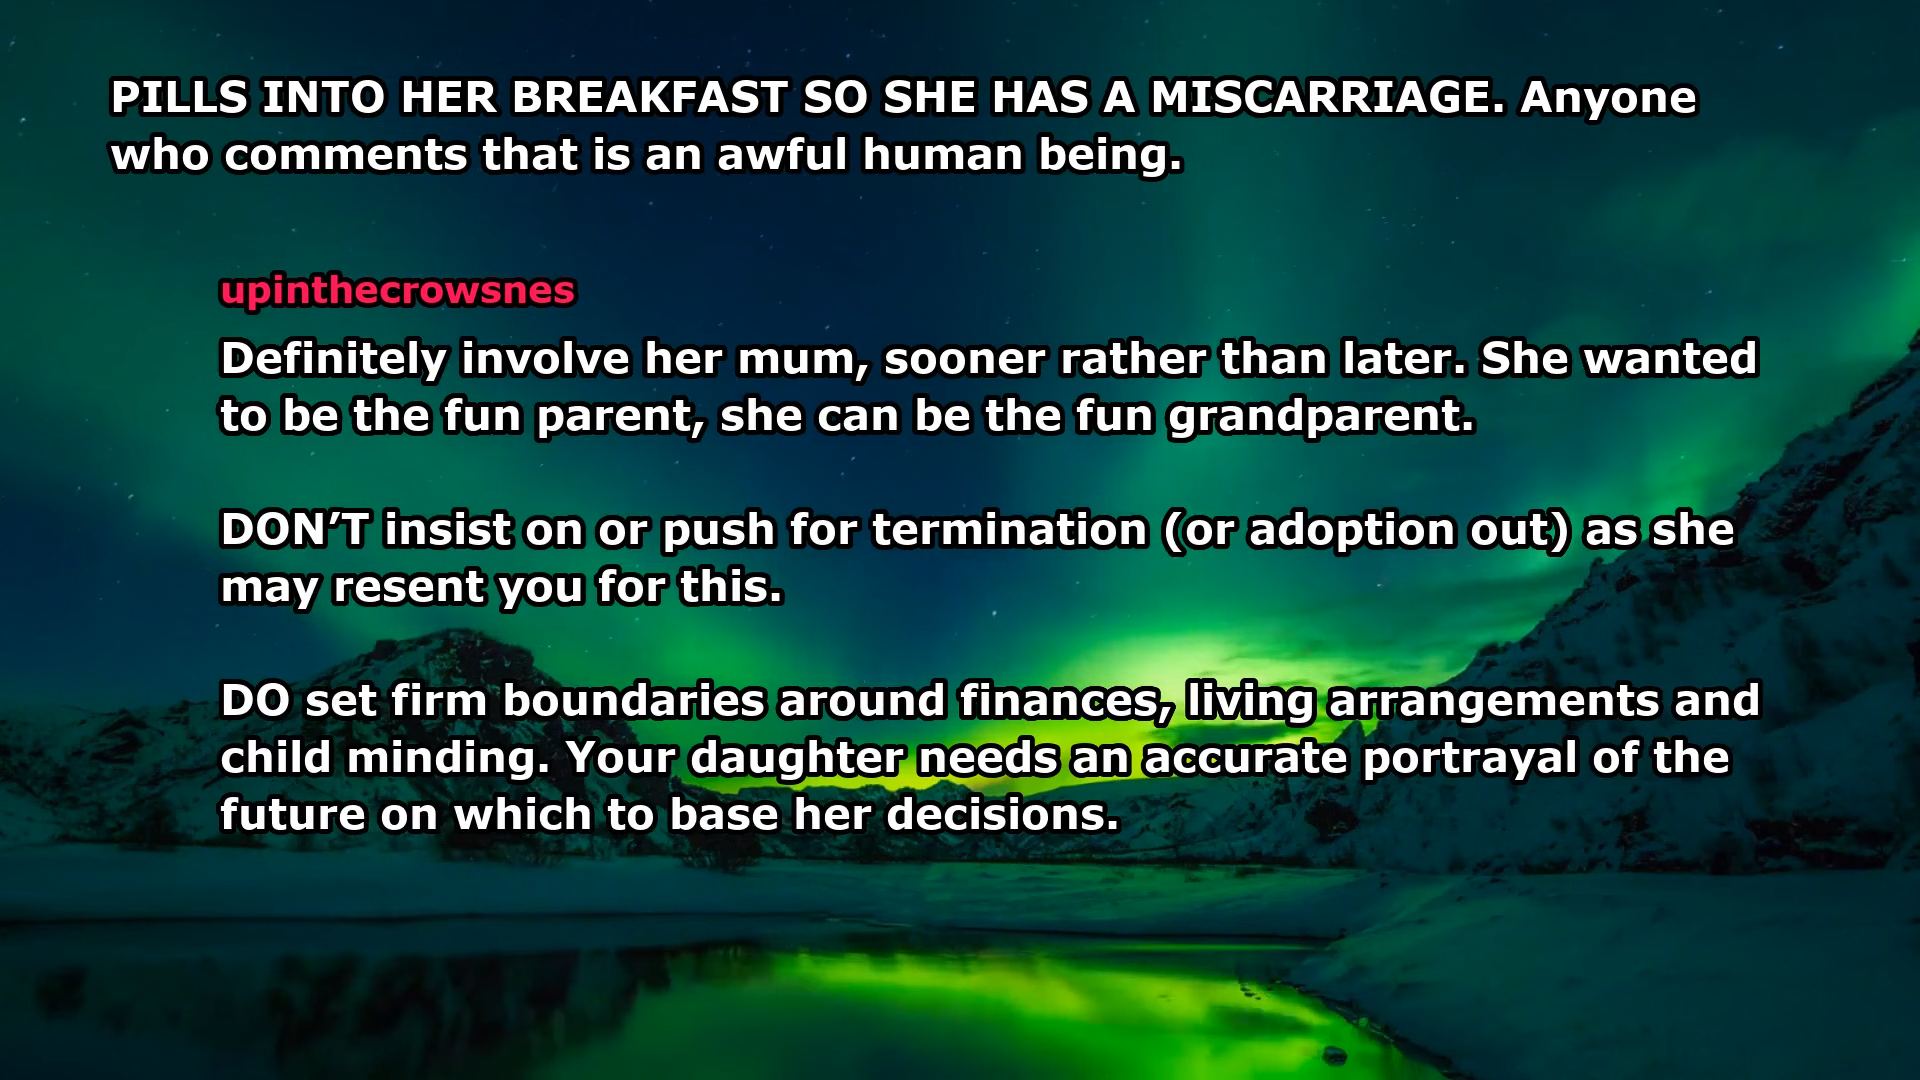 PILLS INTO HER BREAKFAST SO SHE HAS A MISCARRIAGE. Anyone
who comments that is an awful human being.
upinthecrowsnes
Definitely involve her mum, sooner rather than later. She wanted
to be the fun parent, she can be the fun grandparent.
DON’T insist on or push for termination (or adoption out) as she
may resent you for this.
DO set firm boundaries around finances, living arrangements and
child minding. Your daughter needs an accurate portrayal of the
future on which to base her decisions.